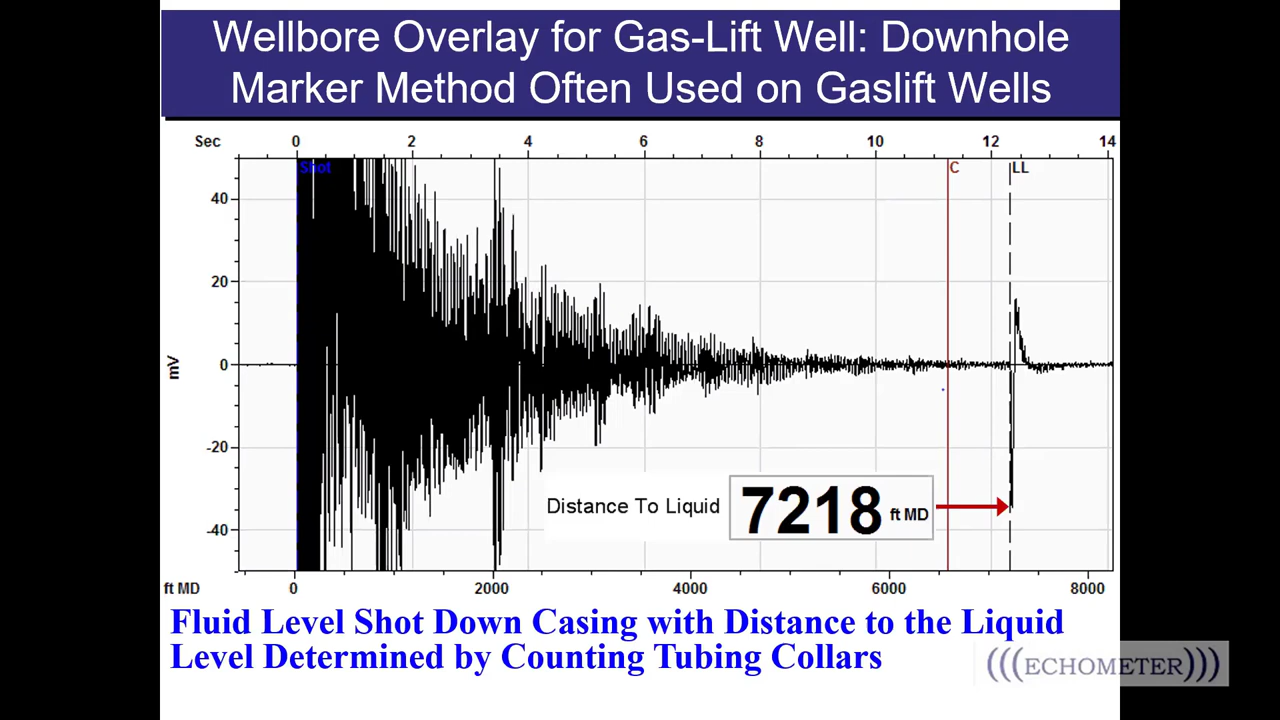 Wellbore Overlay for Gas-Lift Well: Downhole
Marker Method Often Used on Gaslift Wells
Sec 0 2 4 6 8 10 12 14
Shot
C
LL
40
20
0
-20
-40
mV
Distance To Liquid 7218 ft MD
ft MD 0 2000 4000 6000 8000
Fluid Level Shot Down Casing with Distance to the Liquid
Level Determined by Counting Tubing Collars
(((ECHOMETER)))